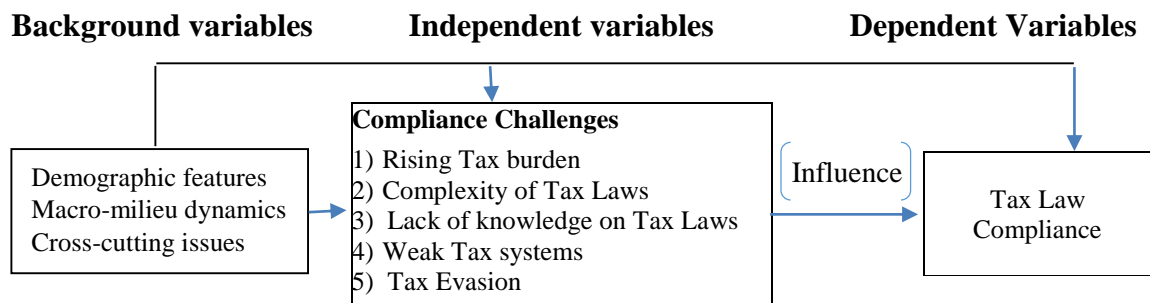 Background variables Independent variables Dependent Variables
Compliance Challenges
1) Rising Tax burden
2) Complexity of Tax Laws
3) Lack of knowledge on Tax Laws
4) Weak Tax systems
5) Tax Evasion
Demographic features
Macro-milieu dynamics
Cross-cutting issues
Influence
Tax Law
Compliance